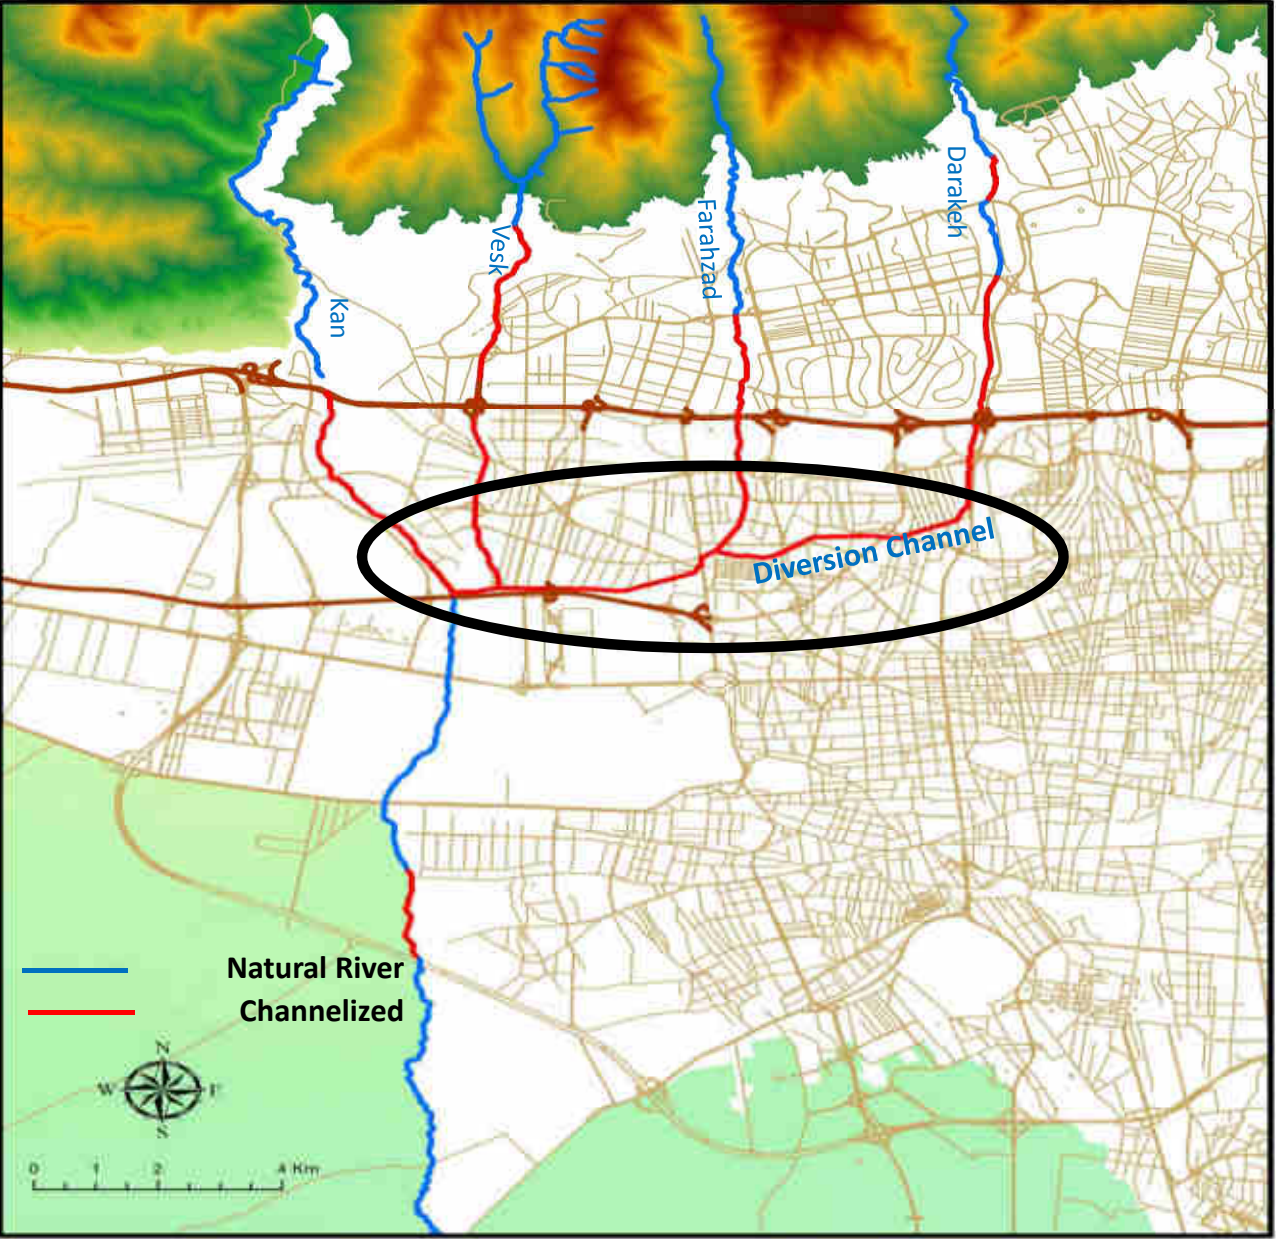 Darakeh
Farahzad
Vesk
Kan
Diversion Channel
Natural River
Channelized
N
W E
S
0 1 2 4 Km